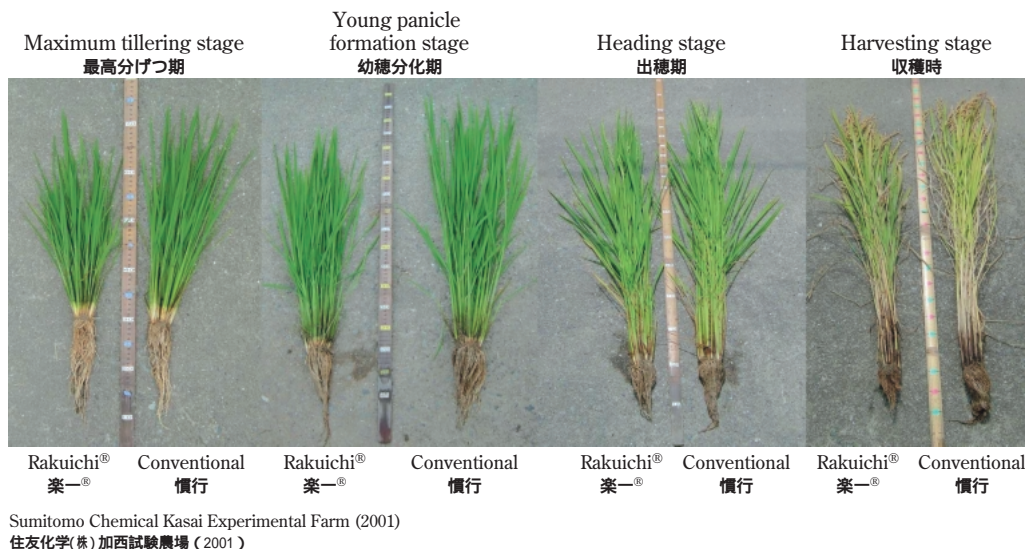 Maximum tillering stage
最高分げつ期
Young panicle
formation stage
幼穂分化期
Heading stage
出穂期
Harvesting stage
収穫時
Rakuichi® Conventional
楽一® 慣行
Rakuichi® Conventional
楽一® 慣行
Rakuichi® Conventional
楽一® 慣行
Rakuichi® Conventional
楽一® 慣行
Sumitomo Chemical Kasai Experimental Farm (2001)
住友化学(株)加西試験農場(2001)